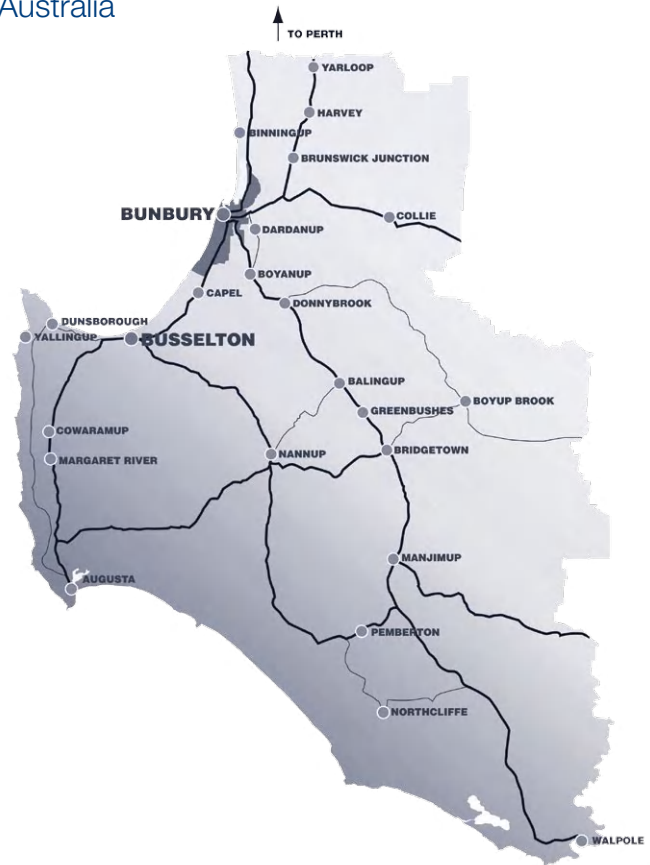 Australia
TO PERTH
YARLOOP
HARVEY
BINNINGUP
BRUNSWICK JUNCTION
BUNBURY
COLLIE
DARDANUP
BOYANUP
CAPEL
DONNYBROOK
DUNSBOROUGH
YALLINGUP
BUSSELTON
BALINGUP
BOYUP BROOK
GREENBUSHES
COWARAMUP
BRIDGETOWN
NANNUP
MARGARET RIVER
MANJIMUP
AUGUSTA
PEMBERTON
NORTHCLIFFE
WALPOLE